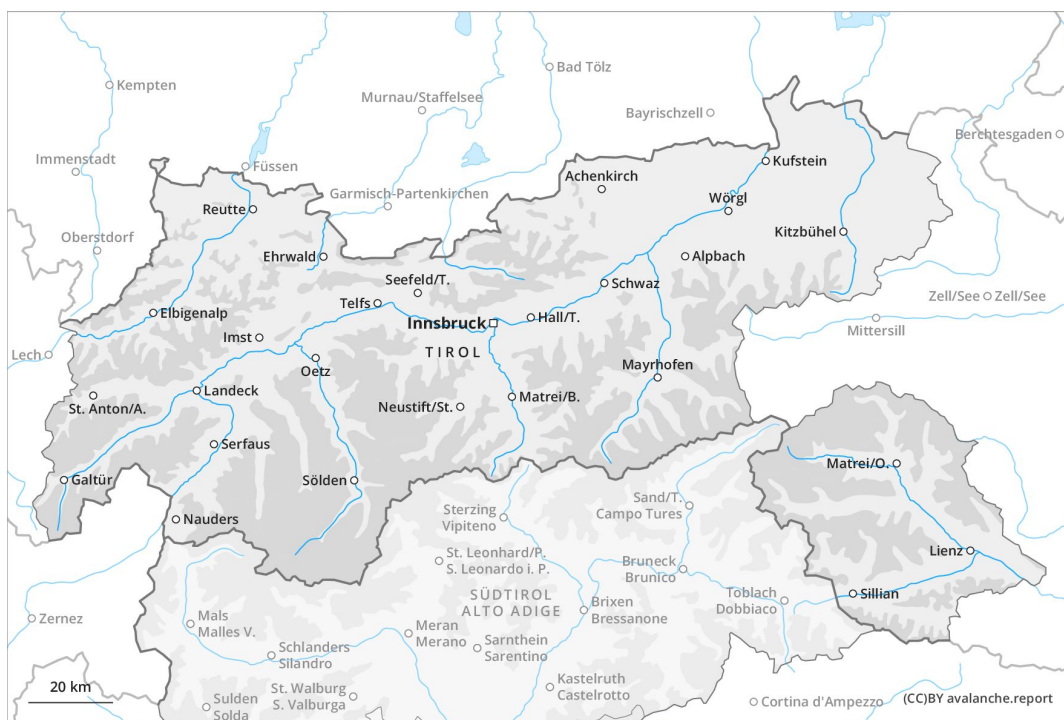 Kempten
Bad Tölz
Murnau/Staffelsee
Bayrischzell
Berchtesgaden
Immenstadt
Füssen
Kufstein
Achenkirch
Garmisch-Partenkirchen
Wörgl
Reutte
Kitzbühel
Oberstdorf
Ehrwald
Alpbach
Seefeld/T.
Schwaz
Zell/See
Zell/See
Telfs
Elbigenalp
Hall/T.
Innsbruck
Mittersill
Imst
TIROL
Lech
Oetz
Mayrhofen
Landeck
St. Anton/A.
Neustift/St.
Matrei/B.
Serfaus
Matrei/O.
Galtür
Sölden
Sand/T.
Campo Tures
Nauders
Sterzing
Vipiteno
Lienz
St. Leonhard/P.
S. Leonardo i. P.
Bruneck
Brunico
SÜDTIROL
ALTO ADIGE
Sillian
Toblach
Dobbiaco
Brixen
Bressanone
Zernez
Mals
Malles V.
Meran
Merano
Sarnthein
Sarentino
Schlanders
Silandro
20 km
Kastelruth
Castelrotto
St. Walburg
S. Valburga
Sulden
Solda
Cortina d'Ampezzo
(CC)BY avalanche.report